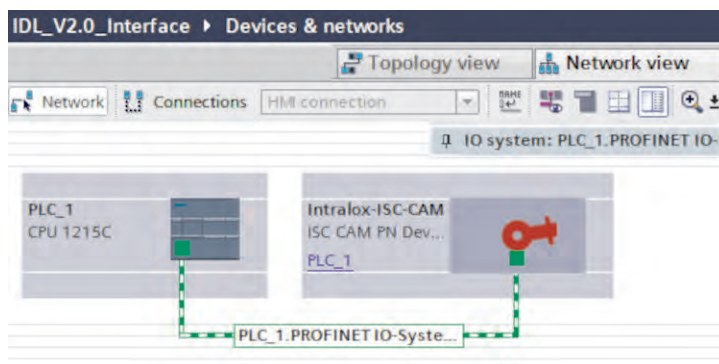 IDL_V2.0_Interface ▸ Devices & networks
Topology view Network view
Network Connections HMI connection
IO system: PLC_1.PROFINET IO-
PLC_1 Intralox-ISC-CAM
CPU 1215C ISC CAM PN Dev...
PLC_1
PLC_1.PROFINET IO-Syste...